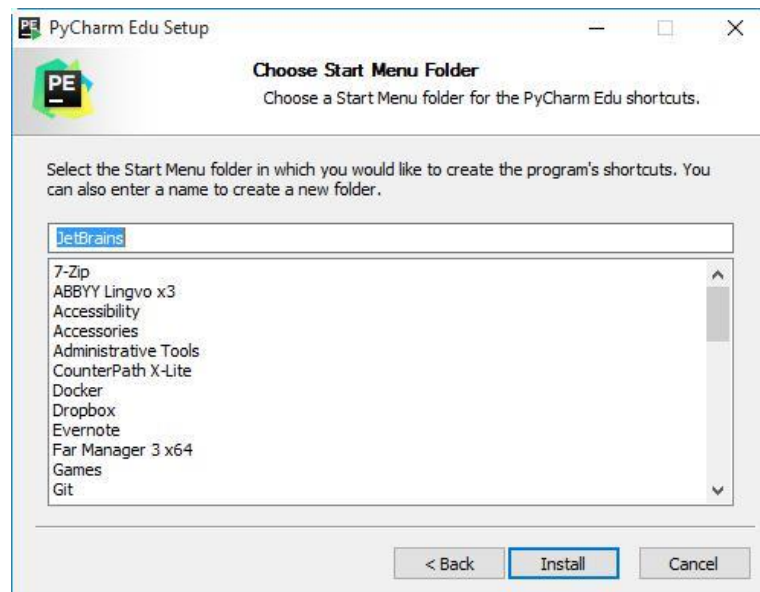 PyCharm Edu Setup
PE
Choose Start Menu Folder
Choose a Start Menu folder for the PyCharm Edu shortcuts.
Select the Start Menu folder in which you would like to create the program's shortcuts. You
can also enter a name to create a new folder.
JetBrains
7-Zip
ABBYY Lingvo x3
Accessibility
Accessories
Administrative Tools
CounterPath X-Lite
Docker
Dropbox
Evernote
Far Manager 3 x64
Games
Git
< Back
Install
Cancel